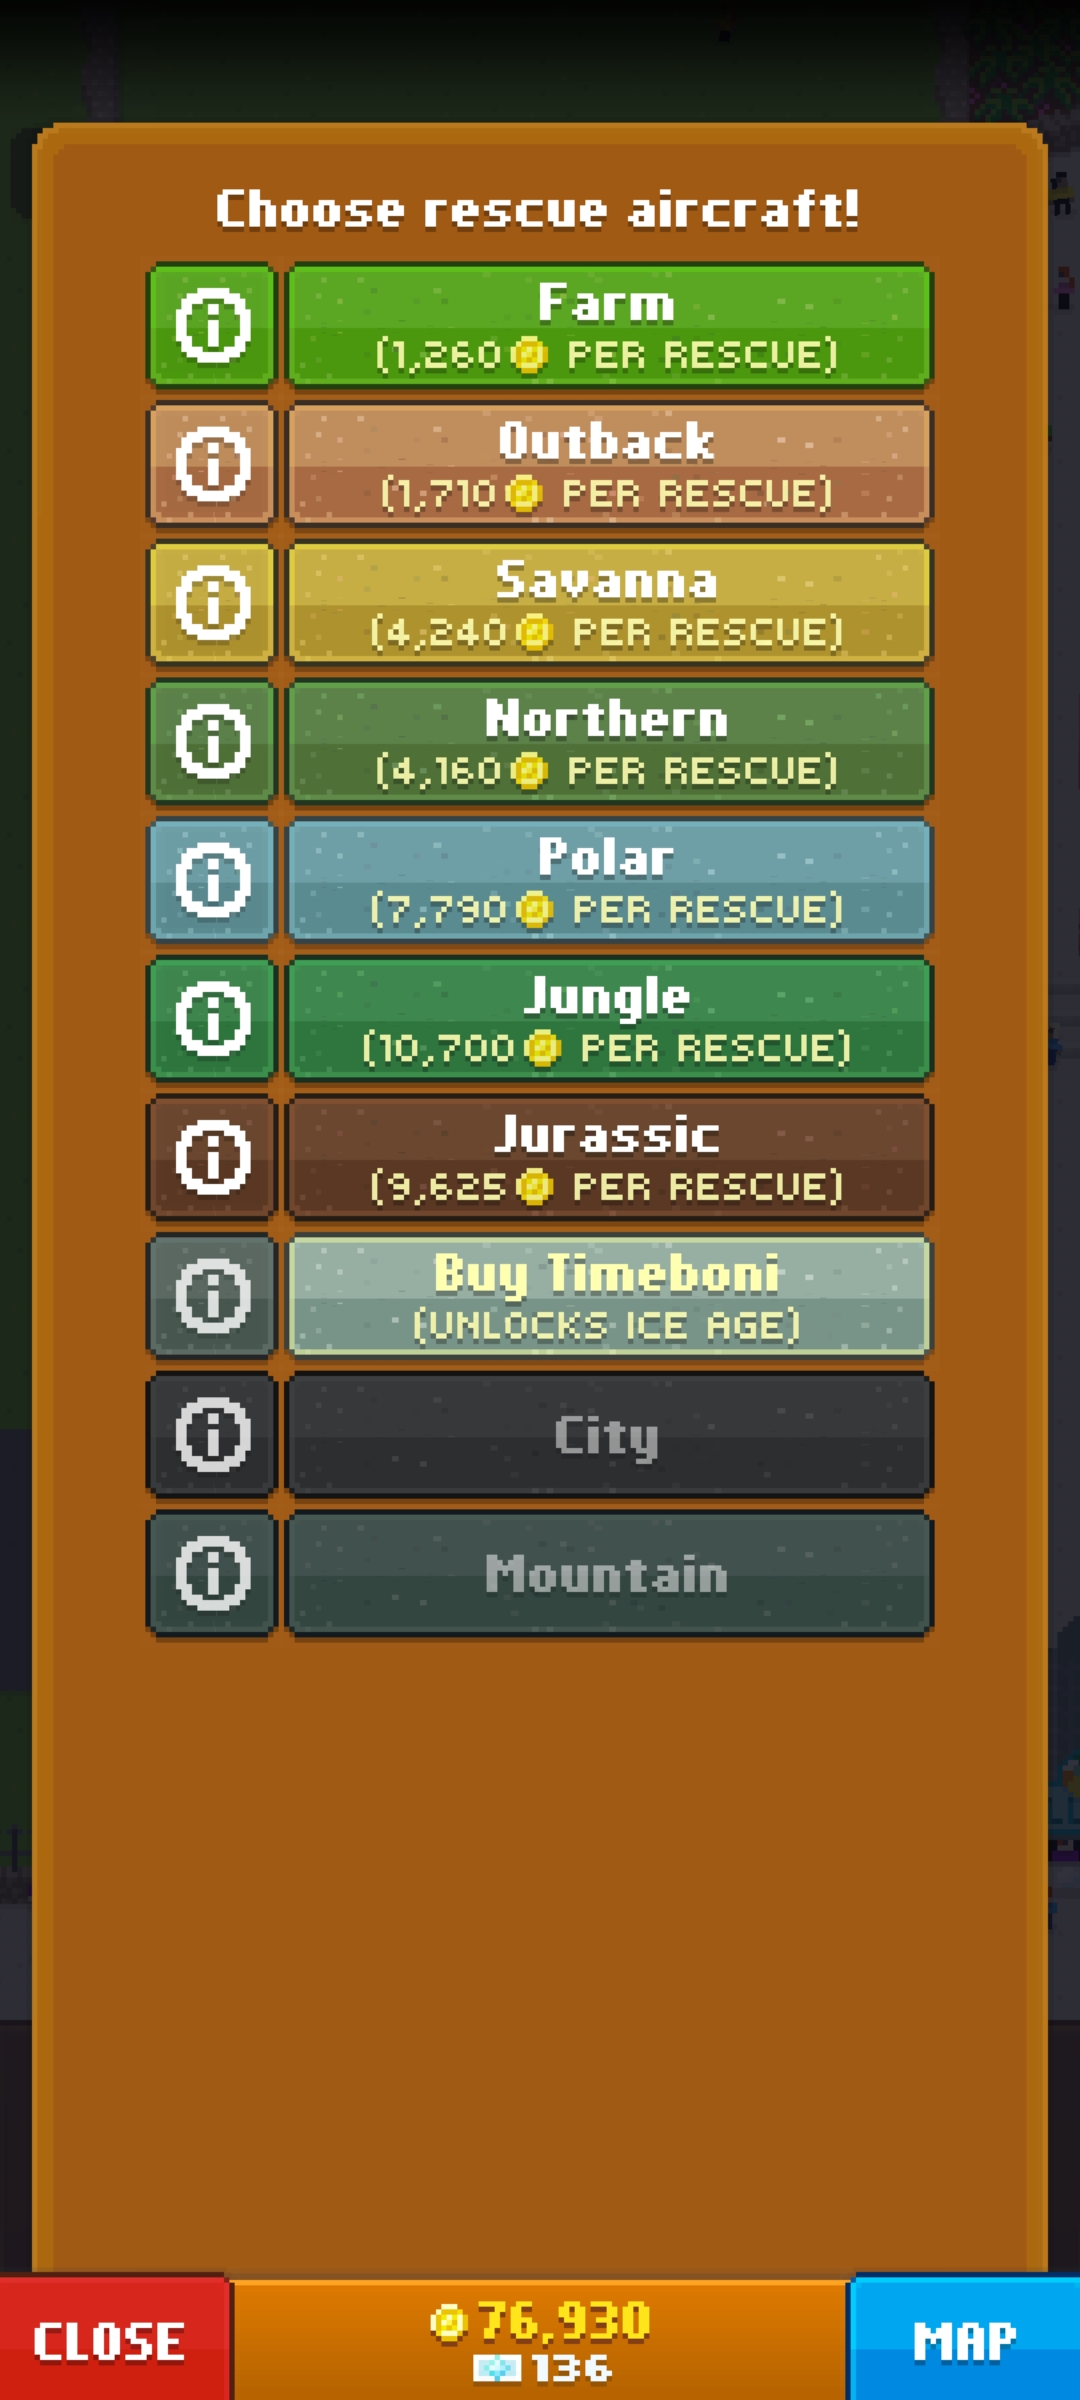 Choose rescue aircraft!
Farm
(1,260 PER RESCUE)
Outback
(1,710 PER RESCUE)
Savanna
(4,240 PER RESCUE)
Northern
(4,160 PER RESCUE)
Polar
(7,790 PER RESCUE)
Jungle
(10,700 PER RESCUE)
Jurassic
(9,625 PER RESCUE)
Buy Timeboni
(UNLOCKS ICE AGE)
City
Mountain
CLOSE
76,930
136
MAP